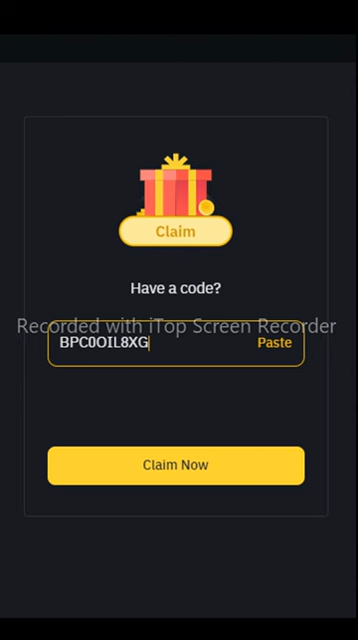 Claim
Have a code?
Recorded with iTop Screen Recorder
BPC0OIL8XG
Paste
Claim Now